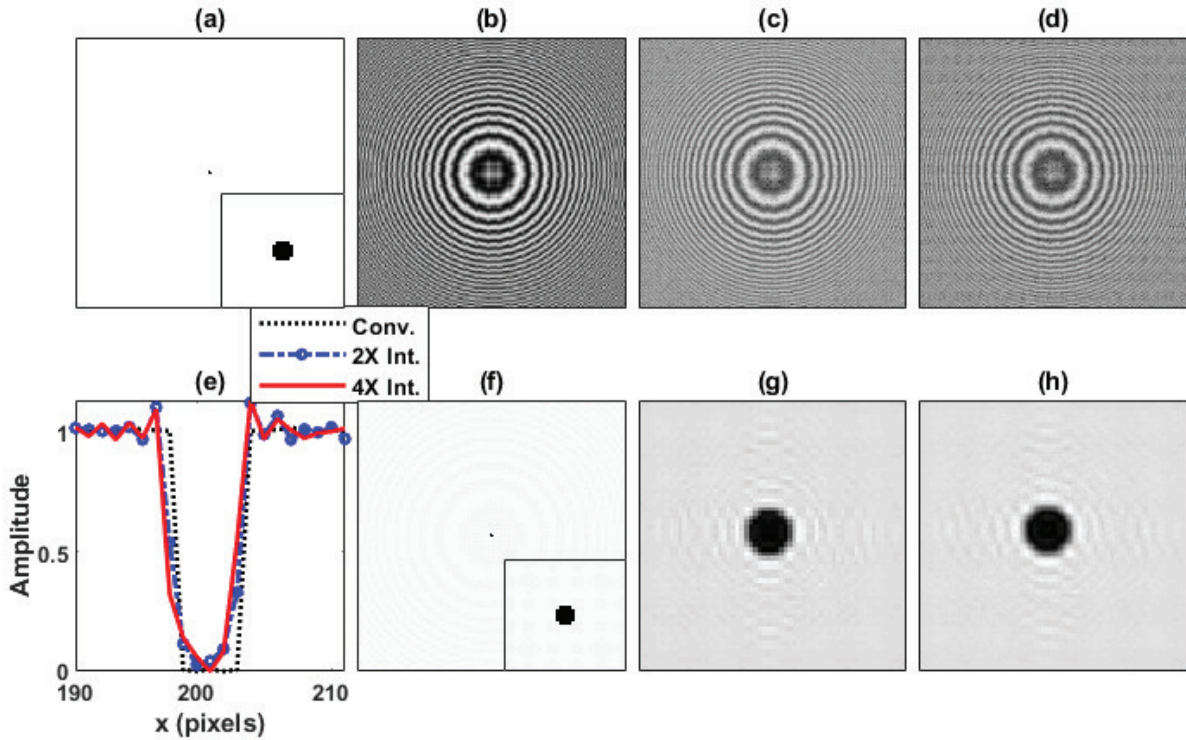 (a)
(b)
(c)
(d)
Conv.
2X Int.
4X Int.
(e)
(f)
(g)
(h)
1
0.5
0
Amplitude
190
200
210
x (pixels)